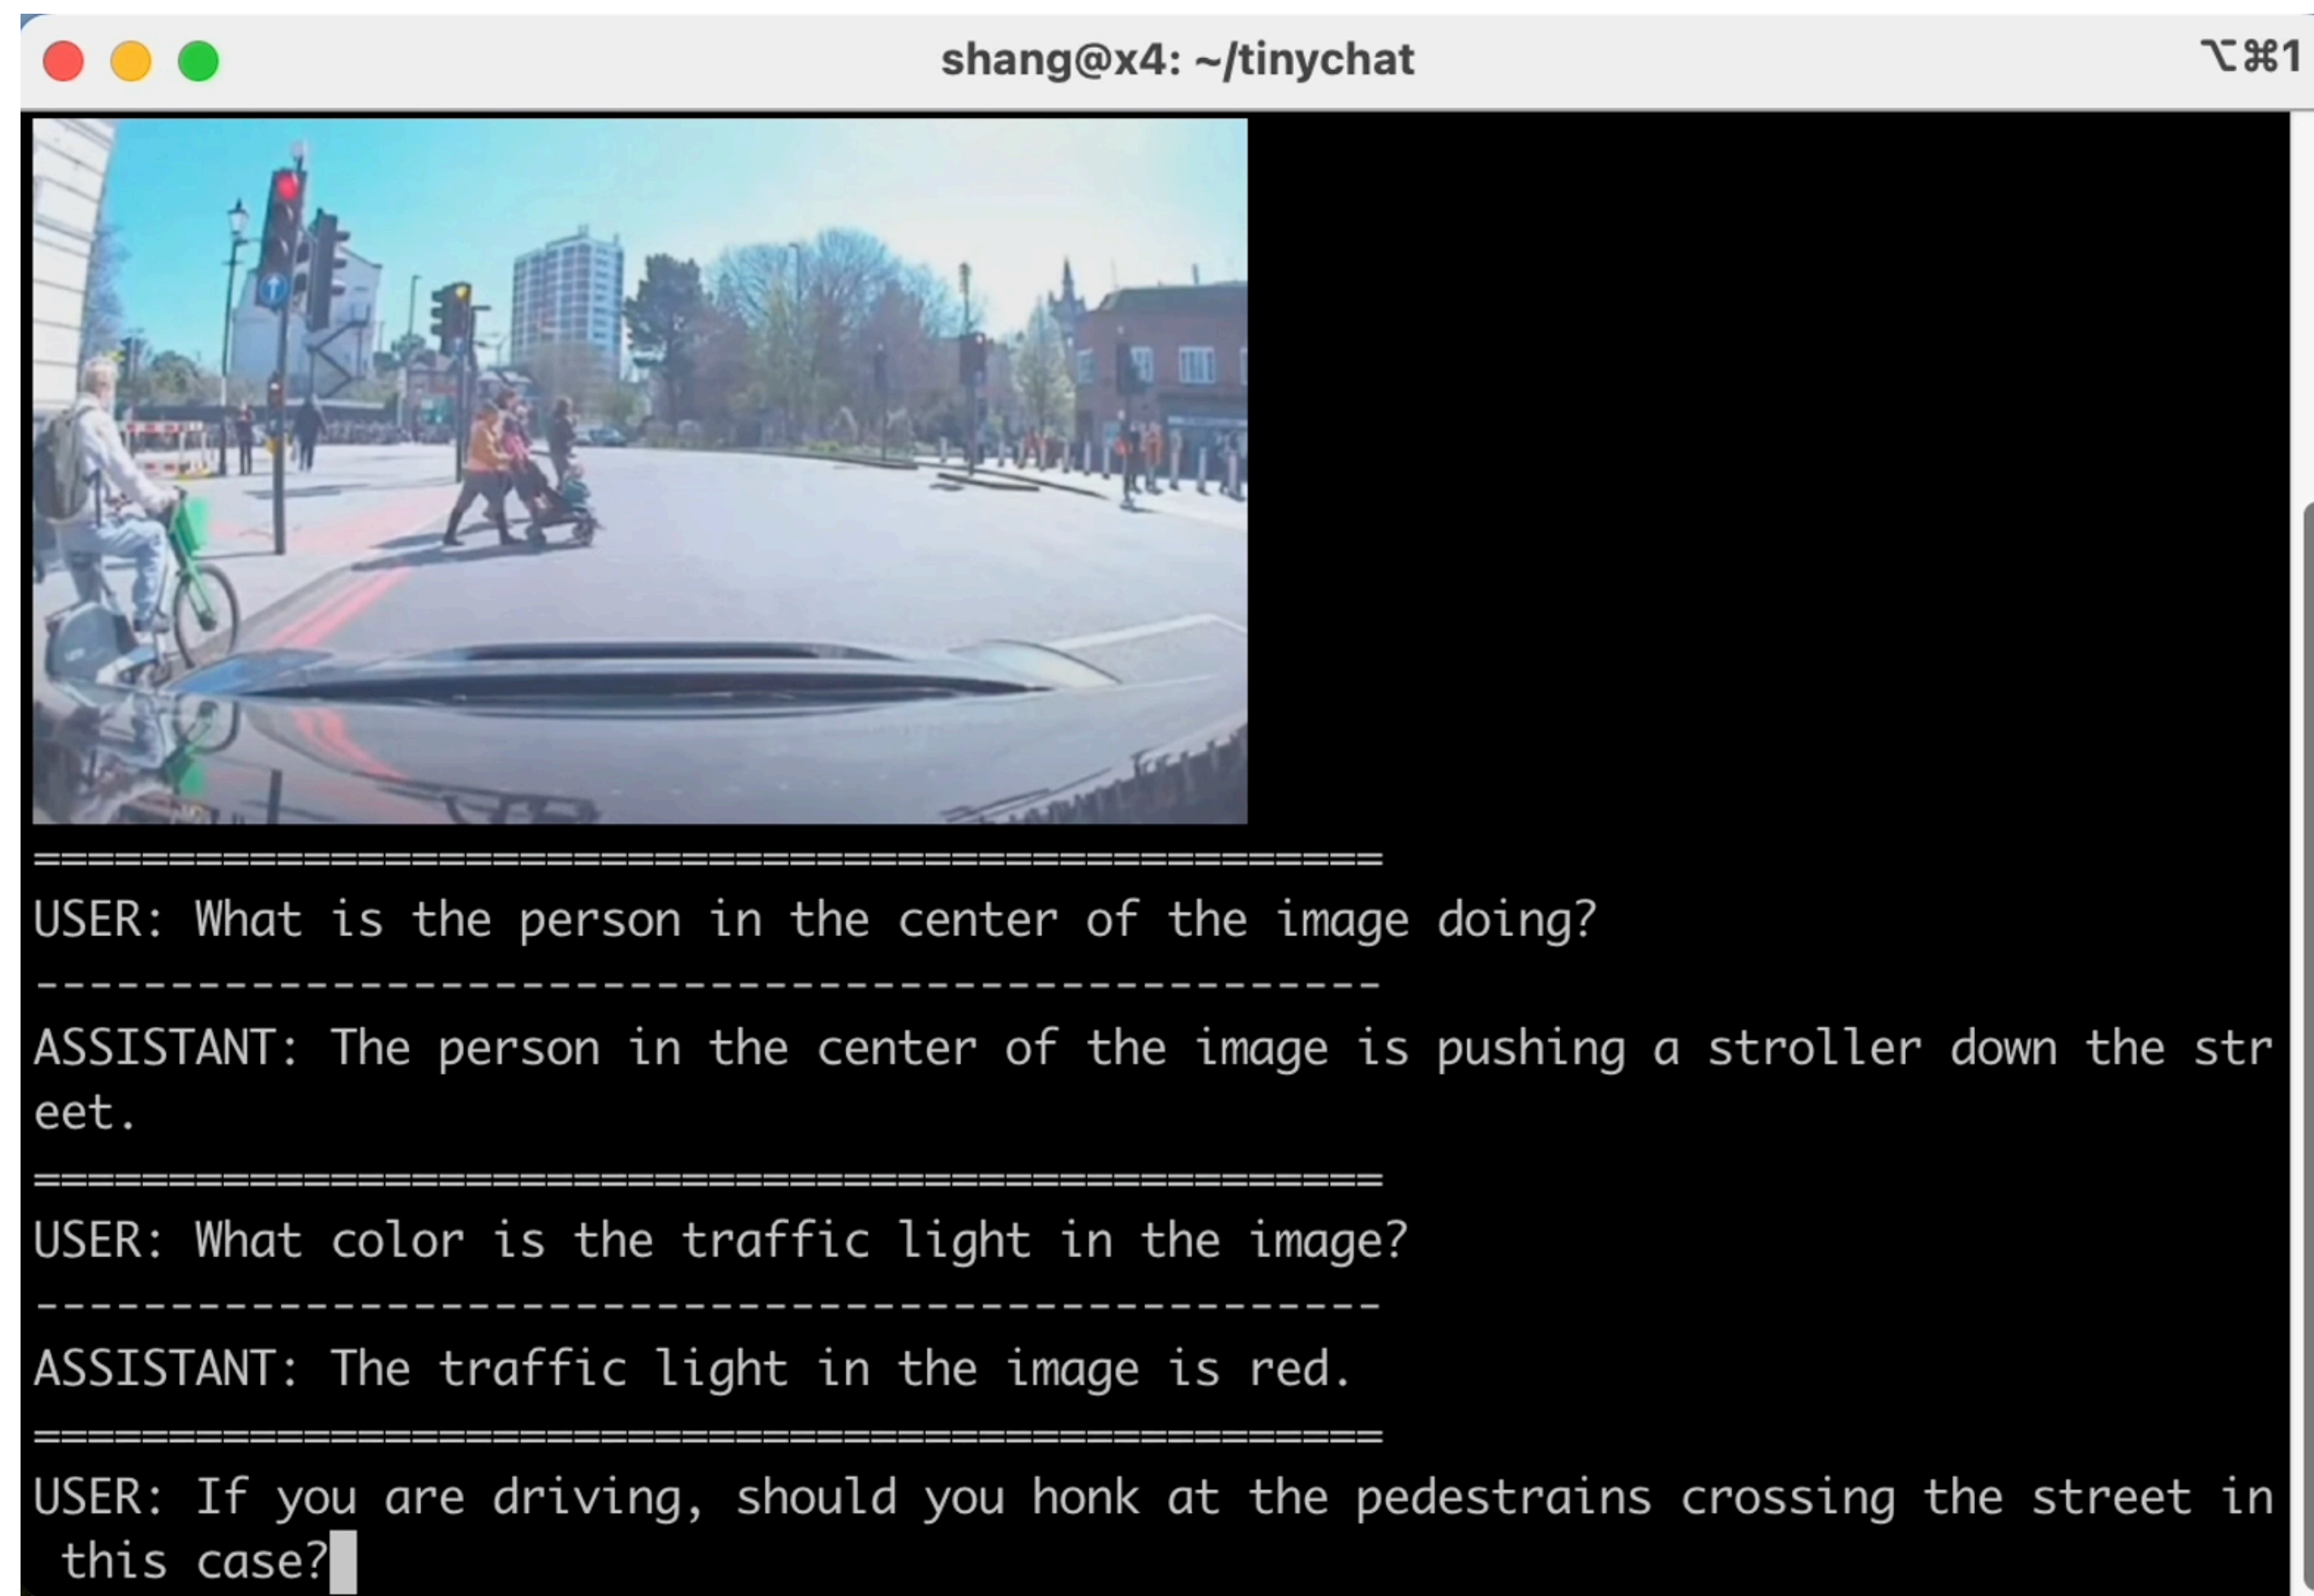 shang@x4: ~/tinychat
⌥⌘1
==================================================
USER: What is the person in the center of the image doing?
--------------------------------------------------
ASSISTANT: The person in the center of the image is pushing a stroller down the str
eet.
==================================================
USER: What color is the traffic light in the image?
--------------------------------------------------
ASSISTANT: The traffic light in the image is red.
==================================================
USER: If you are driving, should you honk at the pedestrains crossing the street in
this case?